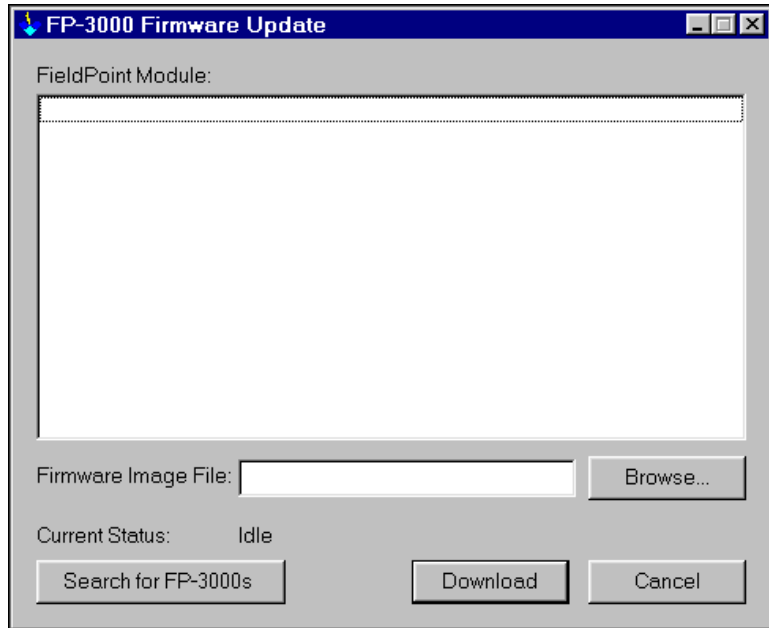 FP-3000 Firmware Update
FieldPoint Module:
Firmware Image File:
Browse...
Current Status: Idle
Search for FP-3000s
Download
Cancel